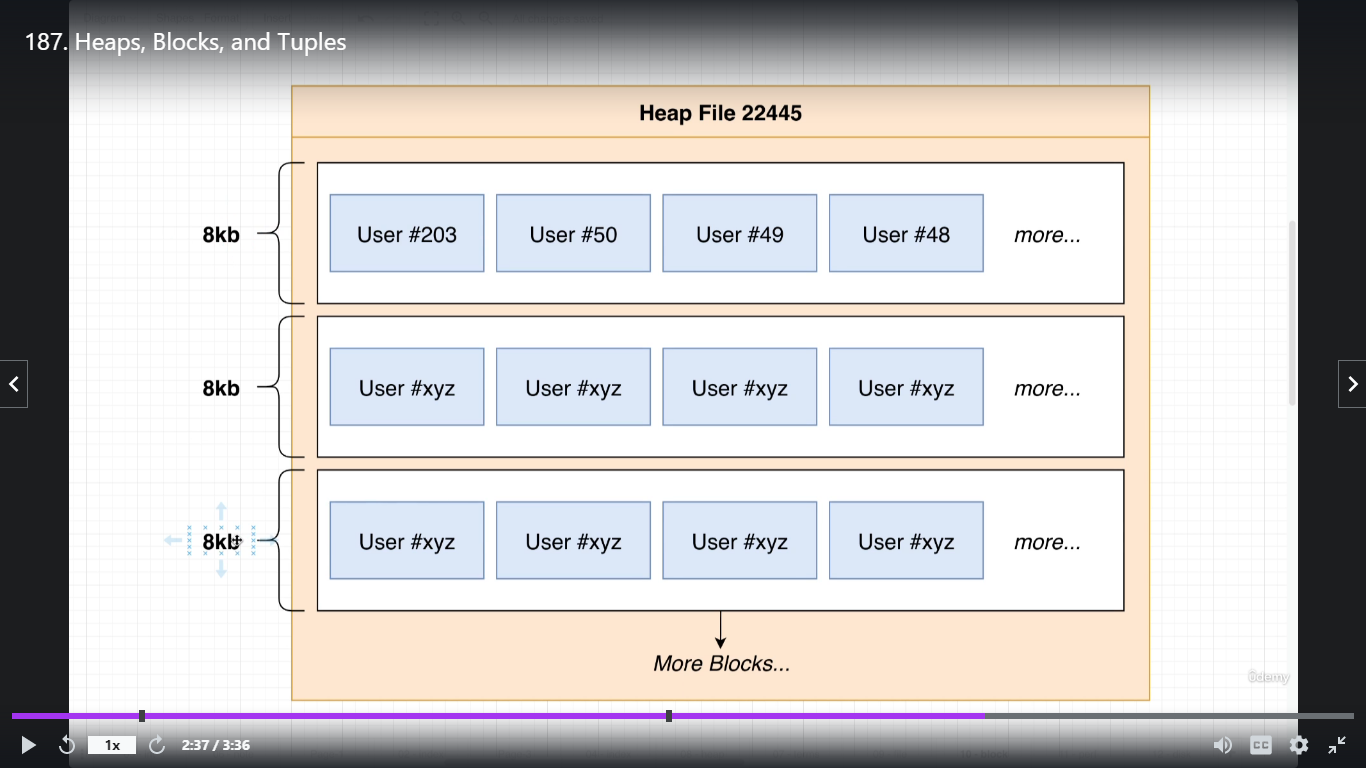 187. Heaps, Blocks, and Tuples
Heap File 22445
8kb
User #203
User #50
User #49
User #48
more...
8kb
User #xyz
User #xyz
User #xyz
User #xyz
more...
8kb
User #xyz
User #xyz
User #xyz
User #xyz
more...
More Blocks...
ûdemy
1x
2:37 / 3:36
CC